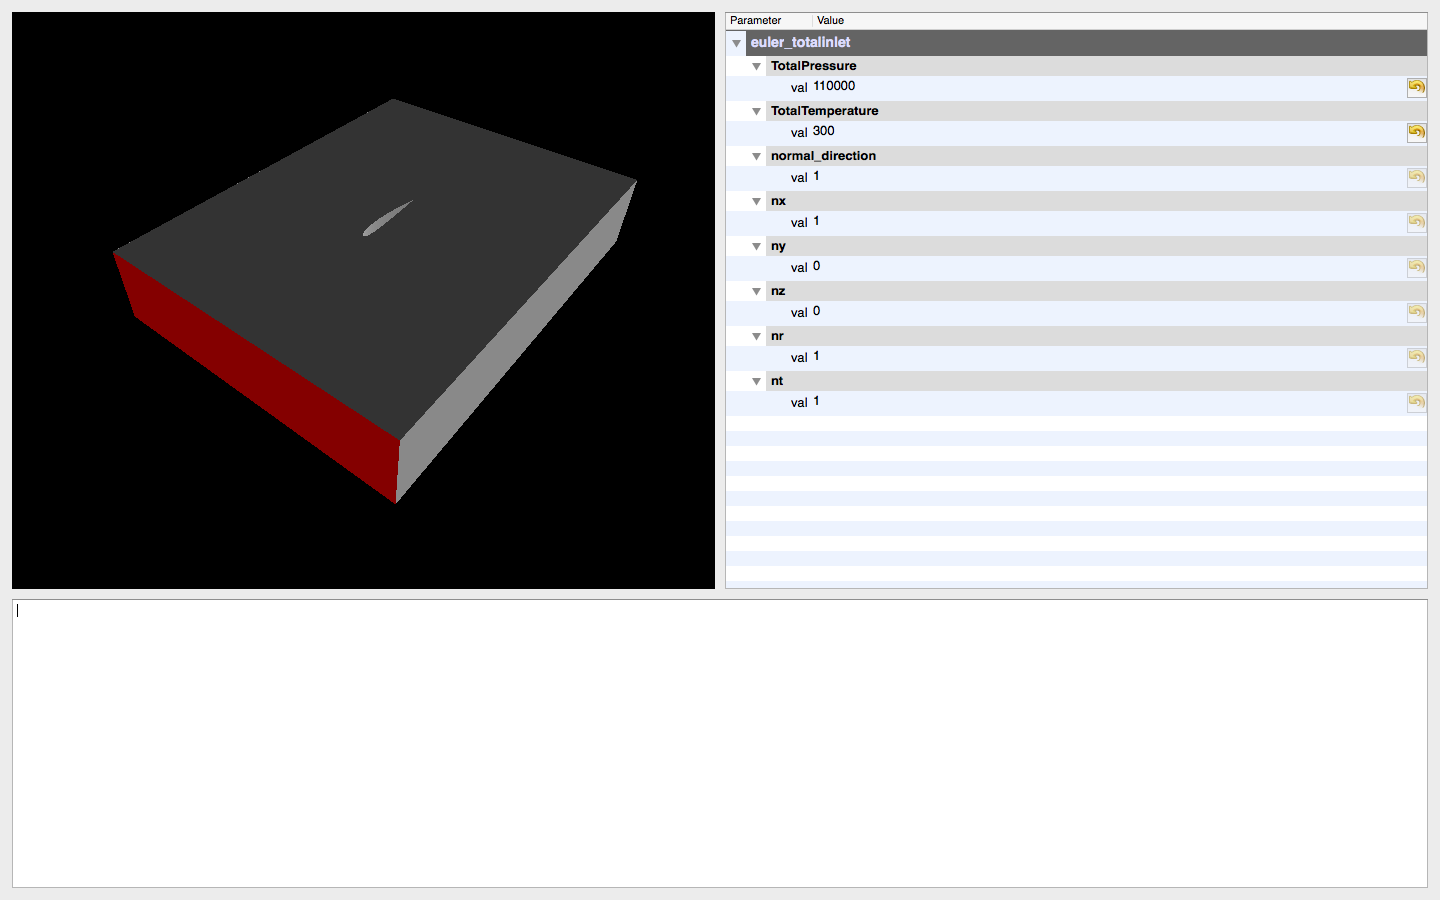 Parameter Value
euler_totalinlet
TotalPressure
val 110000
TotalTemperature
val 300
normal_direction
val 1
nx
val 1
ny
val 0
nz
val 0
nr
val 1
nt
val 1